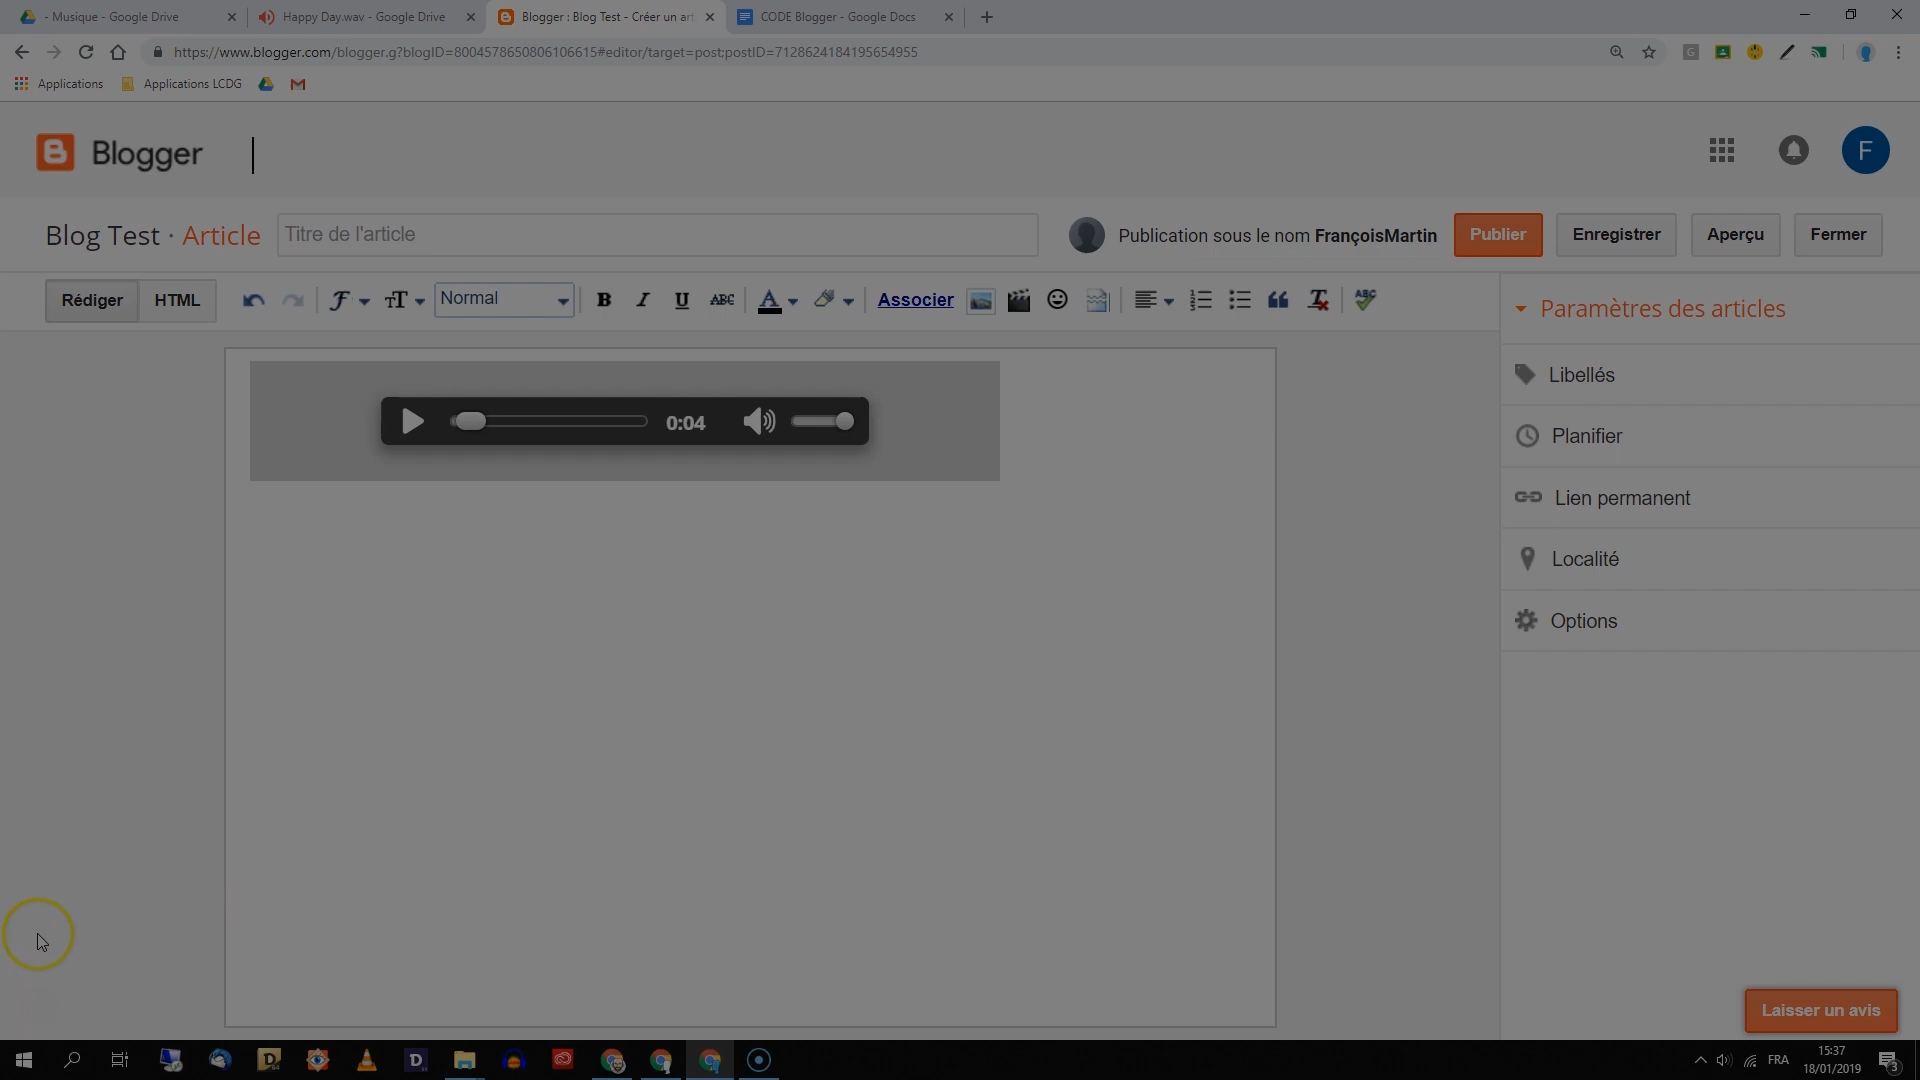 - Musique - Google Drive
Happy Day.wav - Google Drive
Blogger : Blog Test - Créer un ar
CODE Blogger - Google Docs
https://www.blogger.com/blogger.g?blogID=8004578650806106615#editor/target=post;postID=7128624184195654955
Applications
Applications LCDG
Blogger
F
Blog Test · Article
Titre de l'article
Publication sous le nom FrançoisMartin
Publier
Enregistrer
Aperçu
Fermer
Rédiger
HTML
Normal
Associer
Paramètres des articles
0:04
Libellés
Planifier
Lien permanent
Localité
Options
Laisser un avis
FRA
15:37
18/01/2019
3